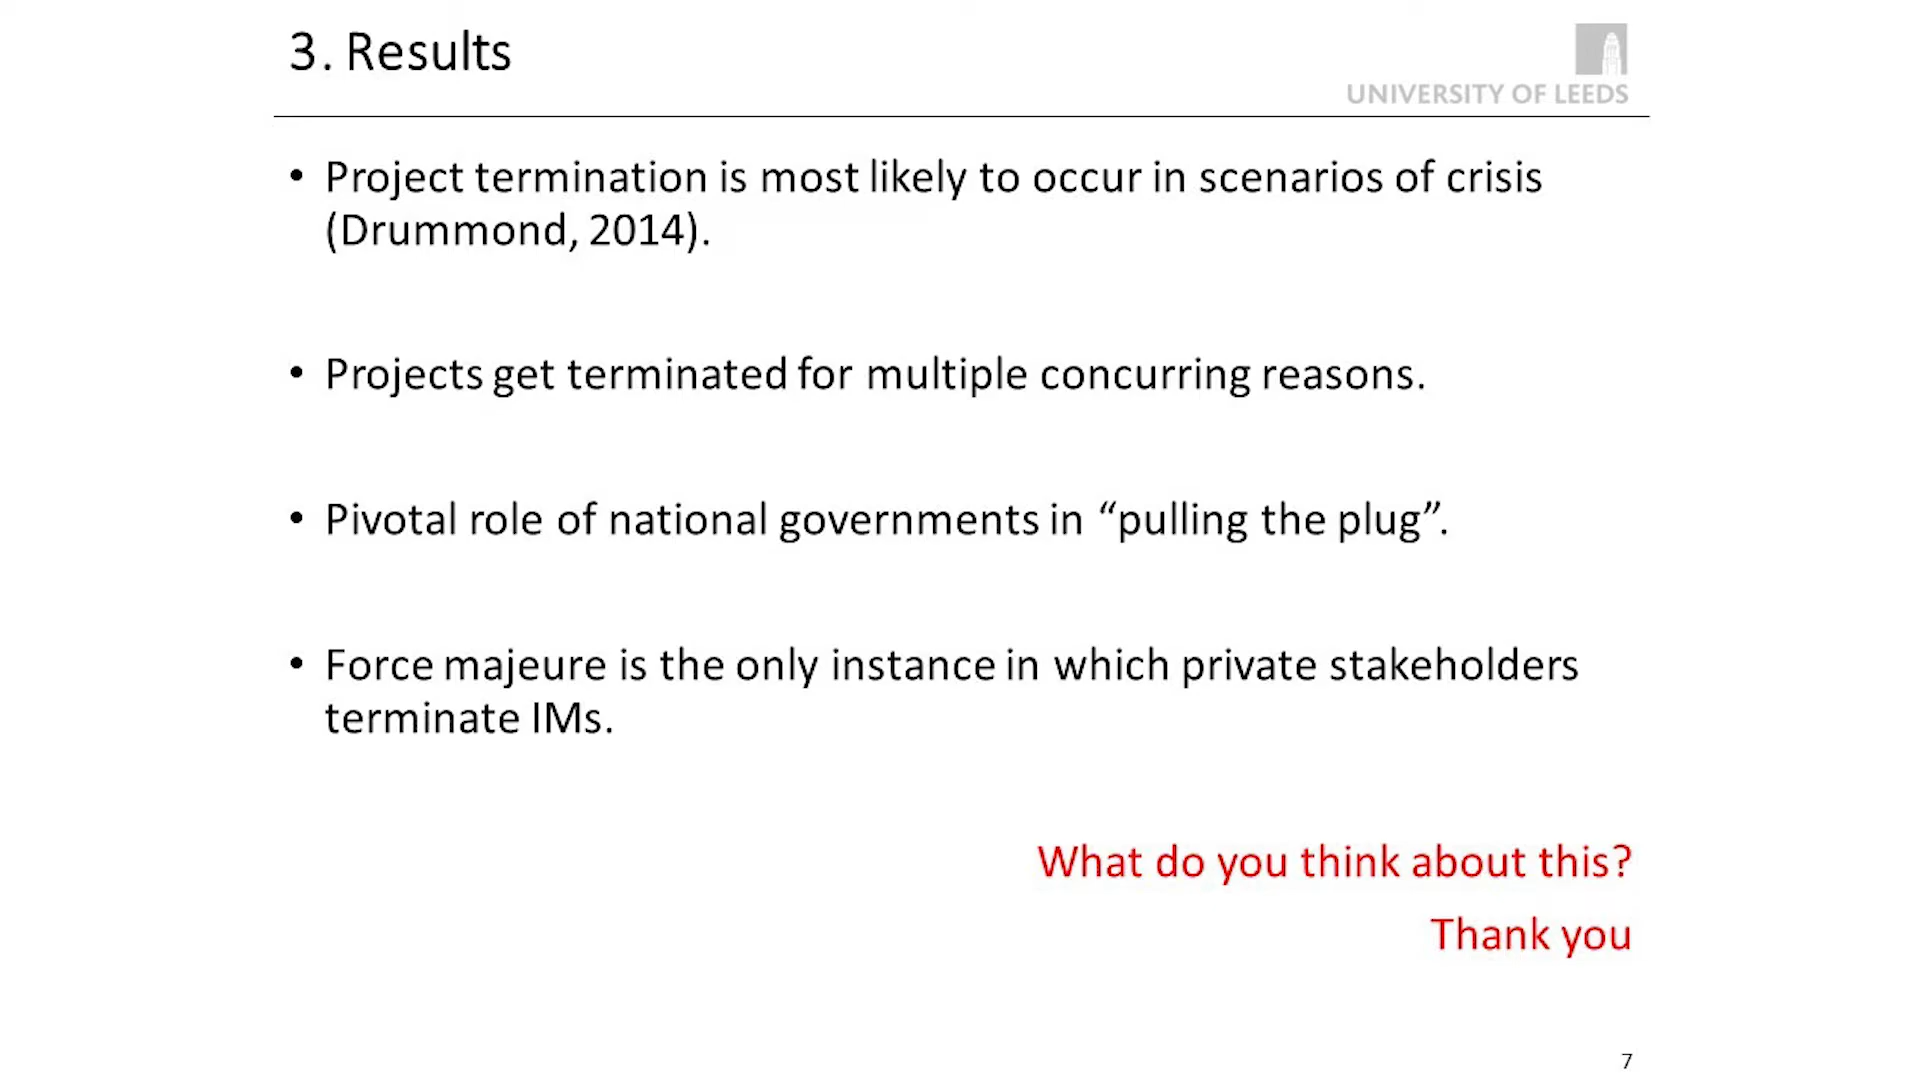 3. Results
UNIVERSITY OF LEEDS
• Project termination is most likely to occur in scenarios of crisis
(Drummond, 2014).
• Projects get terminated for multiple concurring reasons.
• Pivotal role of national governments in “pulling the plug”.
• Force majeure is the only instance in which private stakeholders
terminate IMs.
What do you think about this?
Thank you
7